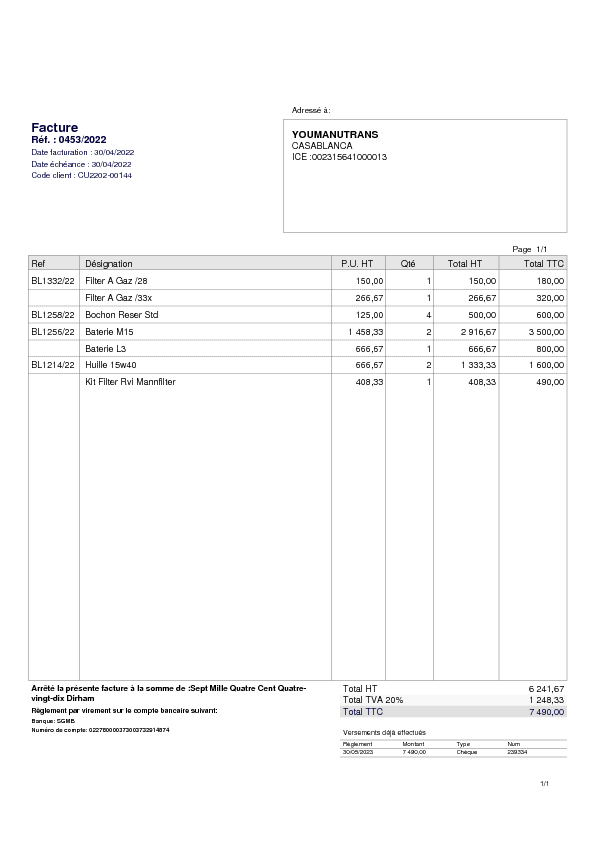 Adressé à:
Facture
Réf. : 0453/2022
Date facturation : 30/04/2022
Date échéance : 30/04/2022
Code client : CU2202-00144
YOUMANUTRANS
CASABLANCA
ICE :002315641000013
Page 1/1
Ref Désignation P.U. HT Qté Total HT Total TTC
BL1332/22 Filter A Gaz /28 150,00 1 150,00 180,00
Filter A Gaz /33x 266,67 1 266,67 320,00
BL1258/22 Bochon Reser Std 125,00 4 500,00 600,00
BL1256/22 Baterie M15 1 458,33 2 2 916,67 3 500,00
Baterie L3 666,67 1 666,67 800,00
BL1214/22 Huille 15w40 666,67 2 1 333,33 1 600,00
Kit Filter Rvi Mannfilter 408,33 1 408,33 490,00
Arrêté la présente facture à la somme de :Sept Mille Quatre Cent Quatre-
vingt-dix Dirham
Règlement par virement sur le compte bancaire suivant:
Banque: SGMB
Numéro de compte: 022780000373003732914874
Total HT 6 241,67
Total TVA 20% 1 248,33
Total TTC 7 490,00
Versements déjà effectués
Règlement Montant Type Num
30/05/2023 7 490,00 Chèque 239334
1/1